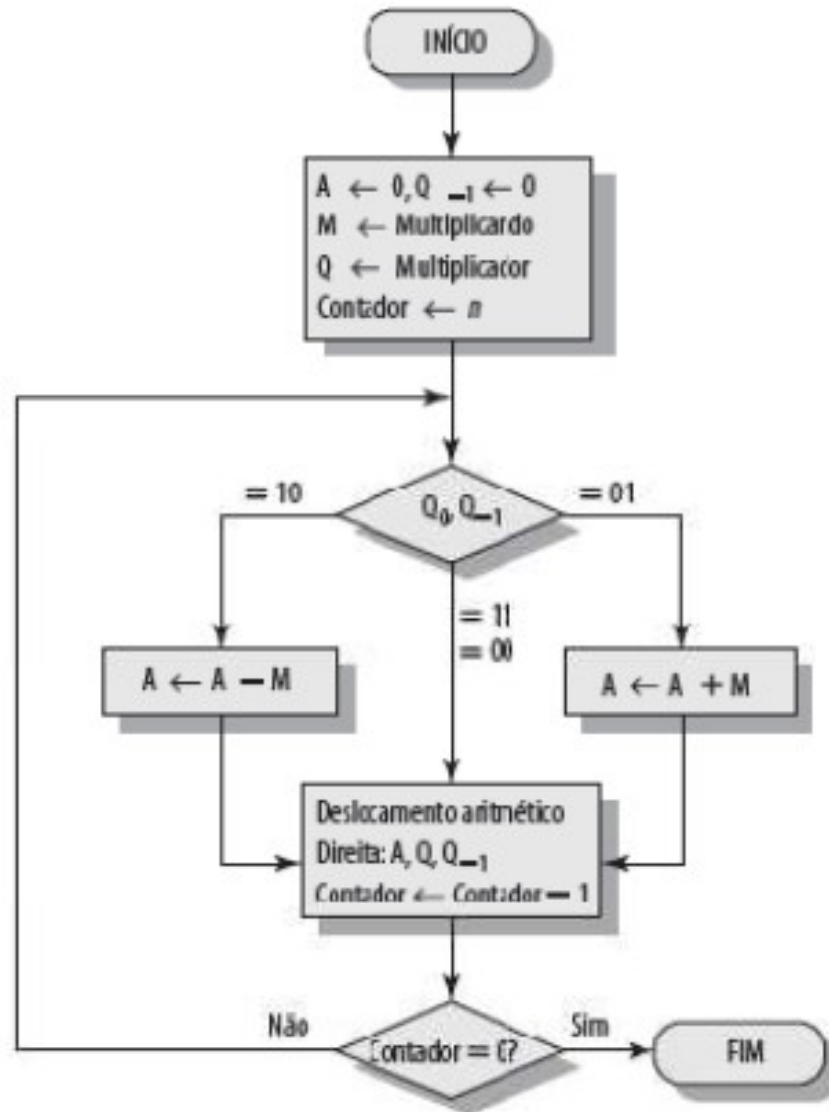 INÍCIO
A ← 0, Q₋₁ ← 0
M ← Multiplicando
Q ← Multiplicador
Contador ← n
= 10
Q₀, Q₋₁
= 01
= 11
= 00
A ← A − M
A ← A + M
Deslocamento aritmético
Direita: A, Q, Q₋₁
Contador ← Contador − 1
Não
Contador = 0?
Sim
FIM